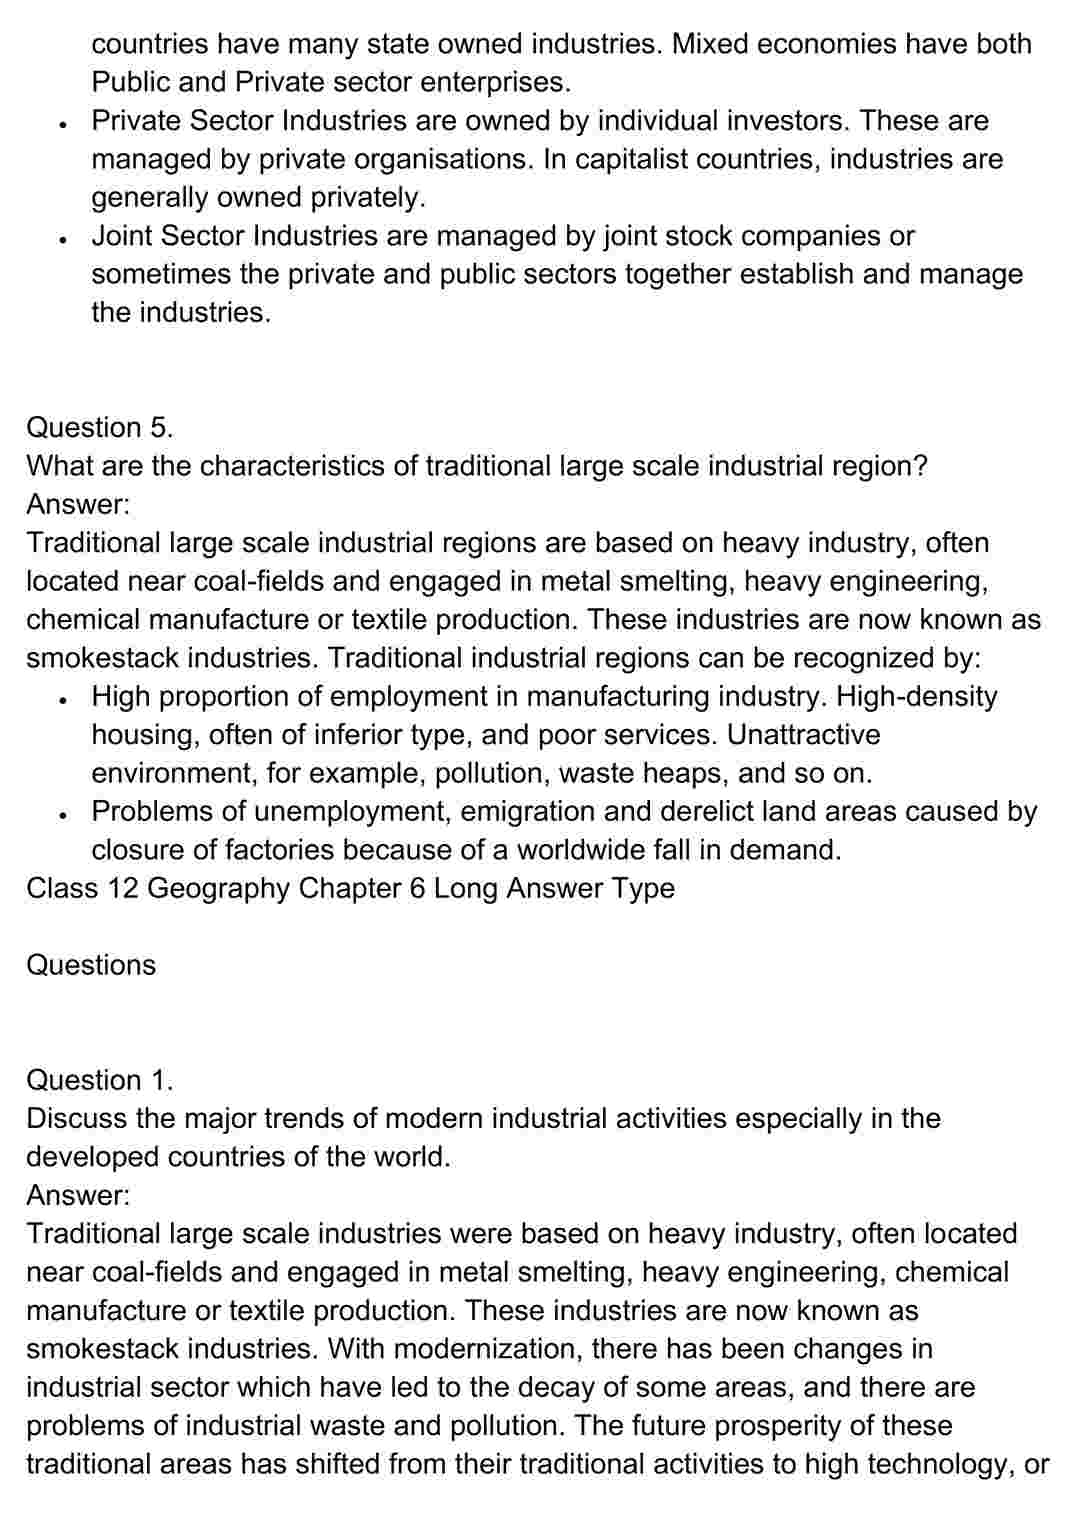 countries have many state owned industries. Mixed economies have both
Public and Private sector enterprises.
• Private Sector Industries are owned by individual investors. These are
managed by private organisations. In capitalist countries, industries are
generally owned privately.
• Joint Sector Industries are managed by joint stock companies or
sometimes the private and public sectors together establish and manage
the industries.
Question 5.
What are the characteristics of traditional large scale industrial region?
Answer:
Traditional large scale industrial regions are based on heavy industry, often
located near coal-fields and engaged in metal smelting, heavy engineering,
chemical manufacture or textile production. These industries are now known as
smokestack industries. Traditional industrial regions can be recognized by:
• High proportion of employment in manufacturing industry. High-density
housing, often of inferior type, and poor services. Unattractive
environment, for example, pollution, waste heaps, and so on.
• Problems of unemployment, emigration and derelict land areas caused by
closure of factories because of a worldwide fall in demand.
Class 12 Geography Chapter 6 Long Answer Type
Questions
Question 1.
Discuss the major trends of modern industrial activities especially in the
developed countries of the world.
Answer:
Traditional large scale industries were based on heavy industry, often located
near coal-fields and engaged in metal smelting, heavy engineering, chemical
manufacture or textile production. These industries are now known as
smokestack industries. With modernization, there has been changes in
industrial sector which have led to the decay of some areas, and there are
problems of industrial waste and pollution. The future prosperity of these
traditional areas has shifted from their traditional activities to high technology, or